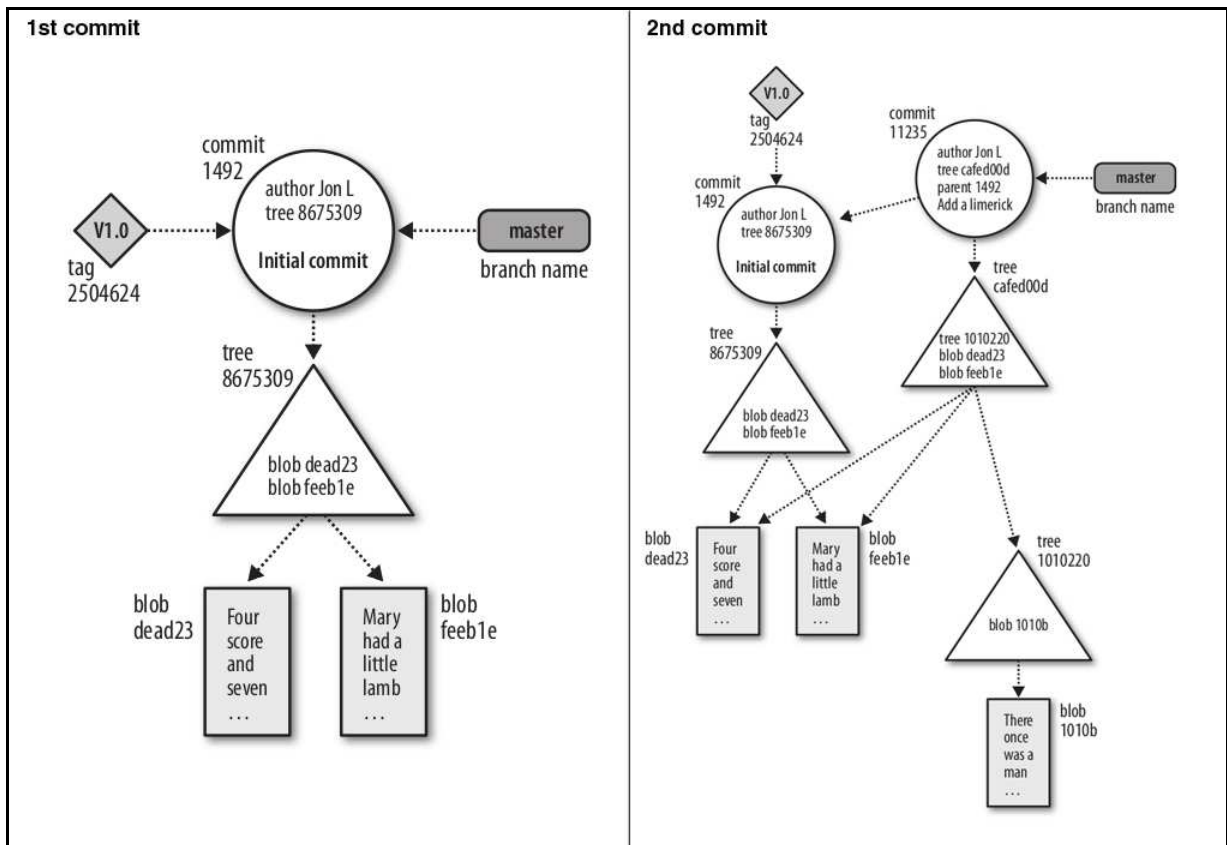 1st commit
commit
1492
author Jon L
tree 8675309
Initial commit
V1.0
tag
2504624
master
branch name
tree
8675309
blob dead23
blob feeb1e
blob
dead23
Four
score
and
seven
...
Mary
had a
little
lamb
...
blob
feeb1e
2nd commit
V1.0
tag
2504624
commit
1492
author Jon L
tree 8675309
Initial commit
commit
11235
author Jon L
tree cafed00d
parent 1492
Add a limerick
master
branch name
tree
8675309
blob dead23
blob feeb1e
tree
cafed00d
tree 1010220
blob dead23
blob feeb1e
blob
dead23
Four
score
and
seven
...
Mary
had a
little
lamb
...
blob
feeb1e
tree
1010220
blob 1010b
There
once
was a
man
...
blob
1010b